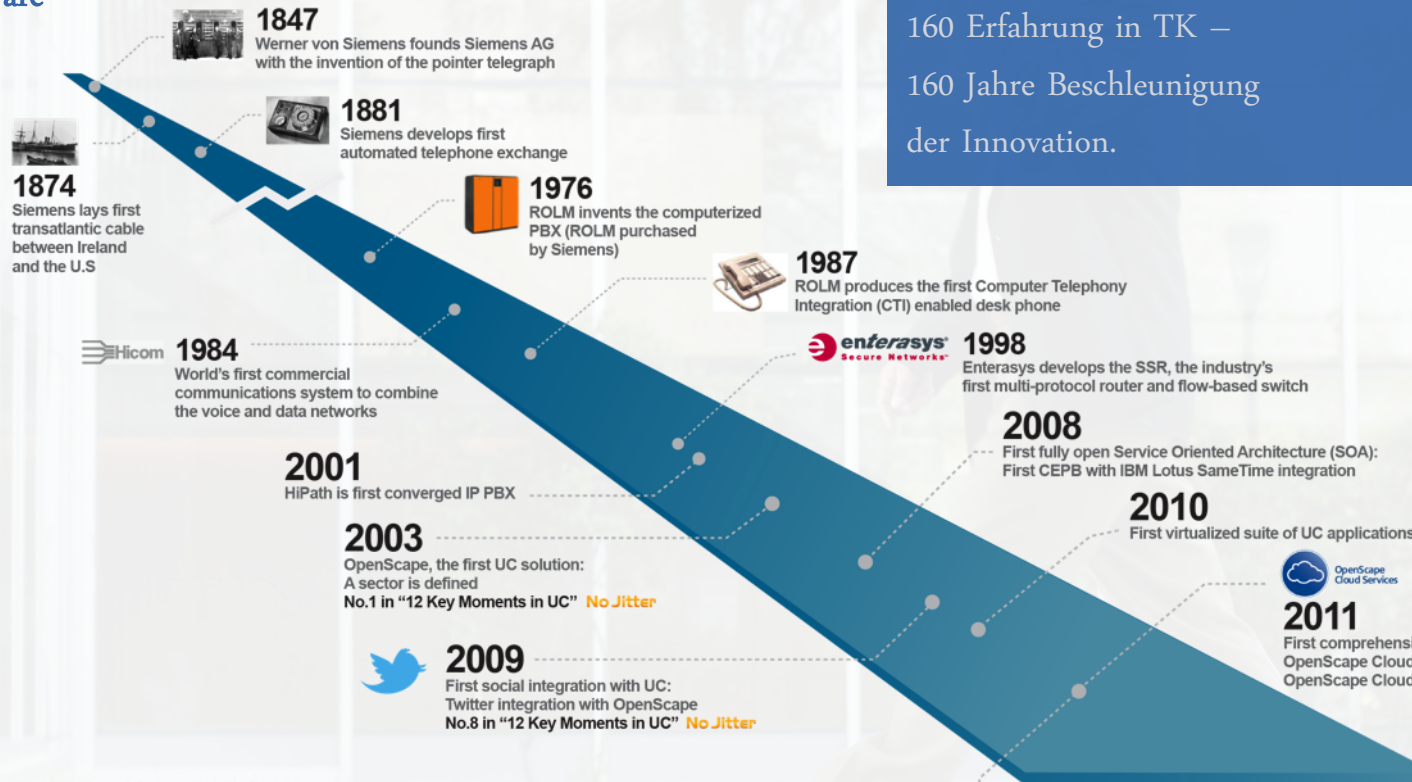 160 Erfahrung in TK –
160 Jahre Beschleunigung
der Innovation.
1847
Werner von Siemens founds Siemens AG
with the invention of the pointer telegraph
1874
Siemens lays first
transatlantic cable
between Ireland
and the U.S
1881
Siemens develops first
automated telephone exchange
1976
ROLM invents the computerized
PBX (ROLM purchased
by Siemens)
Hicom
1984
World's first commercial
communications system to combine
the voice and data networks
1987
ROLM produces the first Computer Telephony
Integration (CTI) enabled desk phone
enterasys
Secure Networks™
1998
Enterasys develops the SSR, the industry's
first multi-protocol router and flow-based switch
2001
HiPath is first converged IP PBX
2003
OpenScape, the first UC solution:
A sector is defined
No.1 in “12 Key Moments in UC” No Jitter
2008
First fully open Service Oriented Architecture (SOA):
First CEPB with IBM Lotus SameTime integration
2009
First social integration with UC:
Twitter integration with OpenScape
No.8 in “12 Key Moments in UC” No Jitter
2010
First virtualized suite of UC applications
OpenScape
Cloud Services
2011
First
OpenScape Cloud
OpenScape Cloud